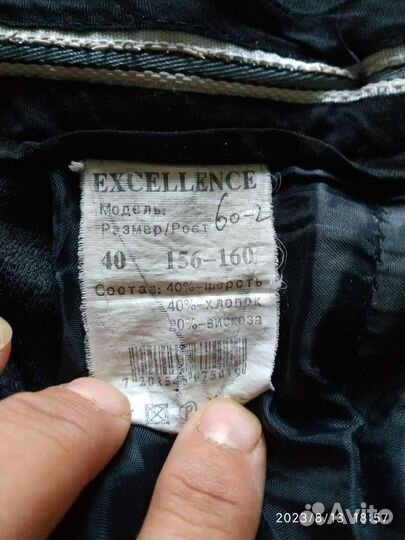 EXCELLENCE
Модель: 60-2
Размер/Рост
40 156-160
Состав: 40%-шерсть
40%-хлопок
20%-вискоза
P
2023/8/13 18:57
Avito